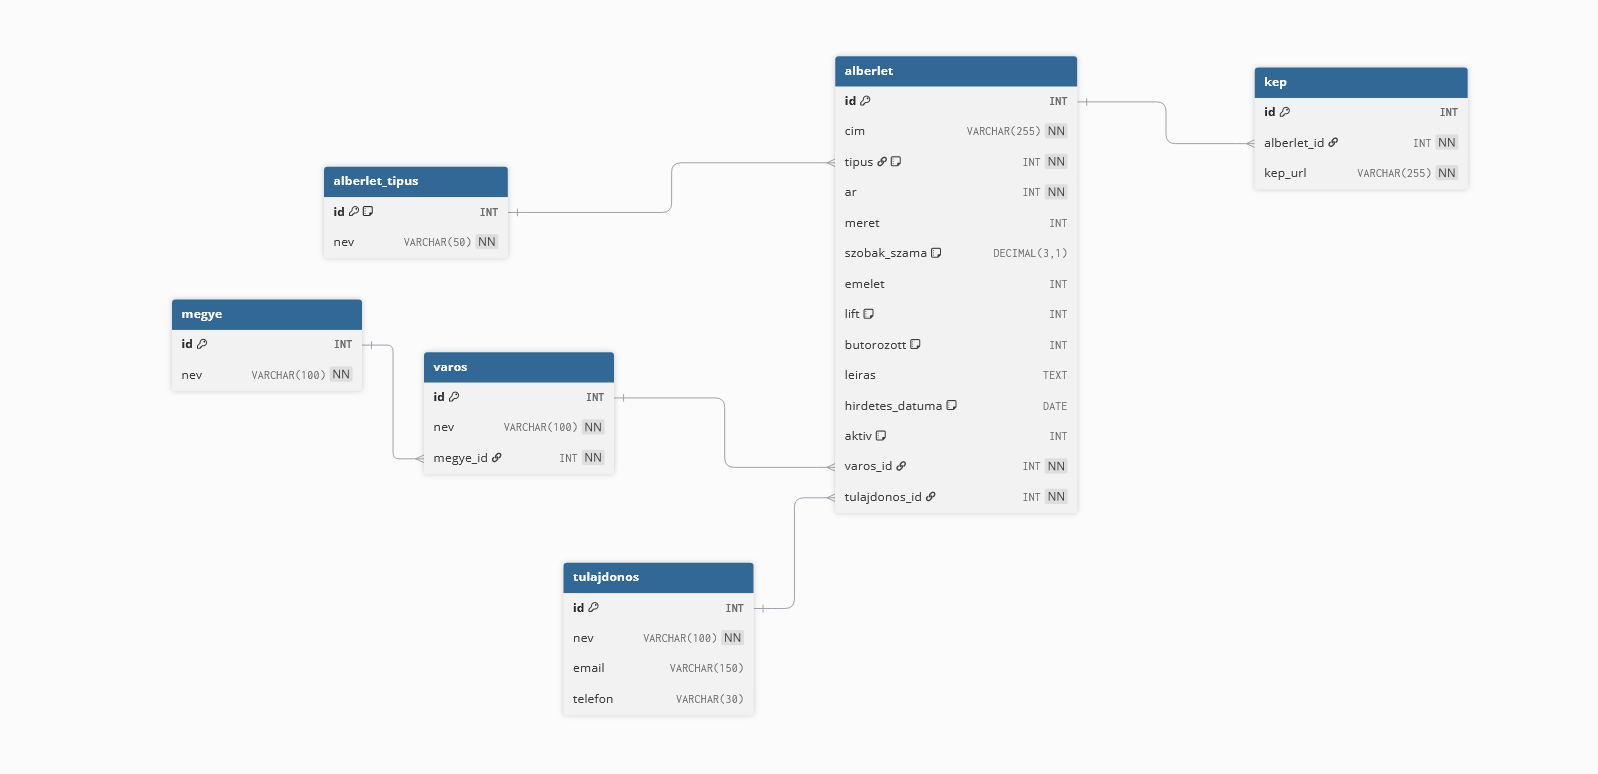 alberlet
id INT
cim VARCHAR(255) NN
tipus INT NN
ar INT NN
meret INT
szobak_szama DECIMAL(3,1)
emelet INT
lift INT
butorozott INT
leiras TEXT
hirdetes_datuma DATE
aktiv INT
varos_id INT NN
tulajdonos_id INT NN
kep
id INT
alberlet_id INT NN
kep_url VARCHAR(255) NN
alberlet_tipus
id INT
nev VARCHAR(50) NN
megye
id INT
nev VARCHAR(100) NN
varos
id INT
nev VARCHAR(100) NN
megye_id INT NN
tulajdonos
id INT
nev VARCHAR(100) NN
email VARCHAR(150)
telefon VARCHAR(30)